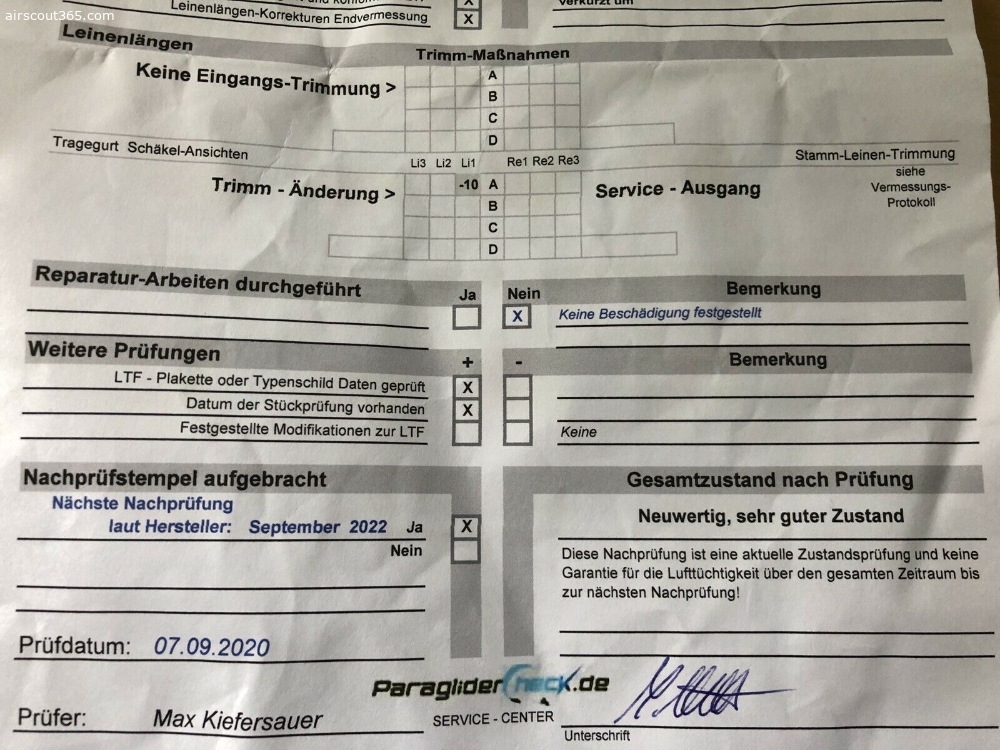 airscout365.com
Leinenlängen-Korrekturen Endvermessung X
Leinenlängen
Trimm-Maßnahmen
Keine Eingangs-Trimmung >
A
B
C
D
Tragegurt Schäkel-Ansichten
Li3 Li2 Li1 Re1 Re2 Re3
Stamm-Leinen-Trimmung
siehe
Vermessungs-
Protokoll
Trimm - Änderung >
-10 A
B
C
D
Service - Ausgang
Reparatur-Arbeiten durchgeführt
Ja Nein
Bemerkung
X Keine Beschädigung festgestellt
Weitere Prüfungen + - Bemerkung
LTF - Plakette oder Typenschild Daten geprüft X
Datum der Stückprüfung vorhanden X
Festgestellte Modifikationen zur LTF Keine
Nachprüfstempel aufgebracht
Nächste Nachprüfung
laut Hersteller: September 2022 Ja X
Nein
Gesamtzustand nach Prüfung
Neuwertig, sehr guter Zustand
Diese Nachprüfung ist eine aktuelle Zustandsprüfung und keine
Garantie für die Lufttüchtigkeit über den gesamten Zeitraum bis
zur nächsten Nachprüfung!
Prüfdatum: 07.09.2020
ParagliderCheck.de
SERVICE - CENTER
Prüfer: Max Kiefersauer
Unterschrift